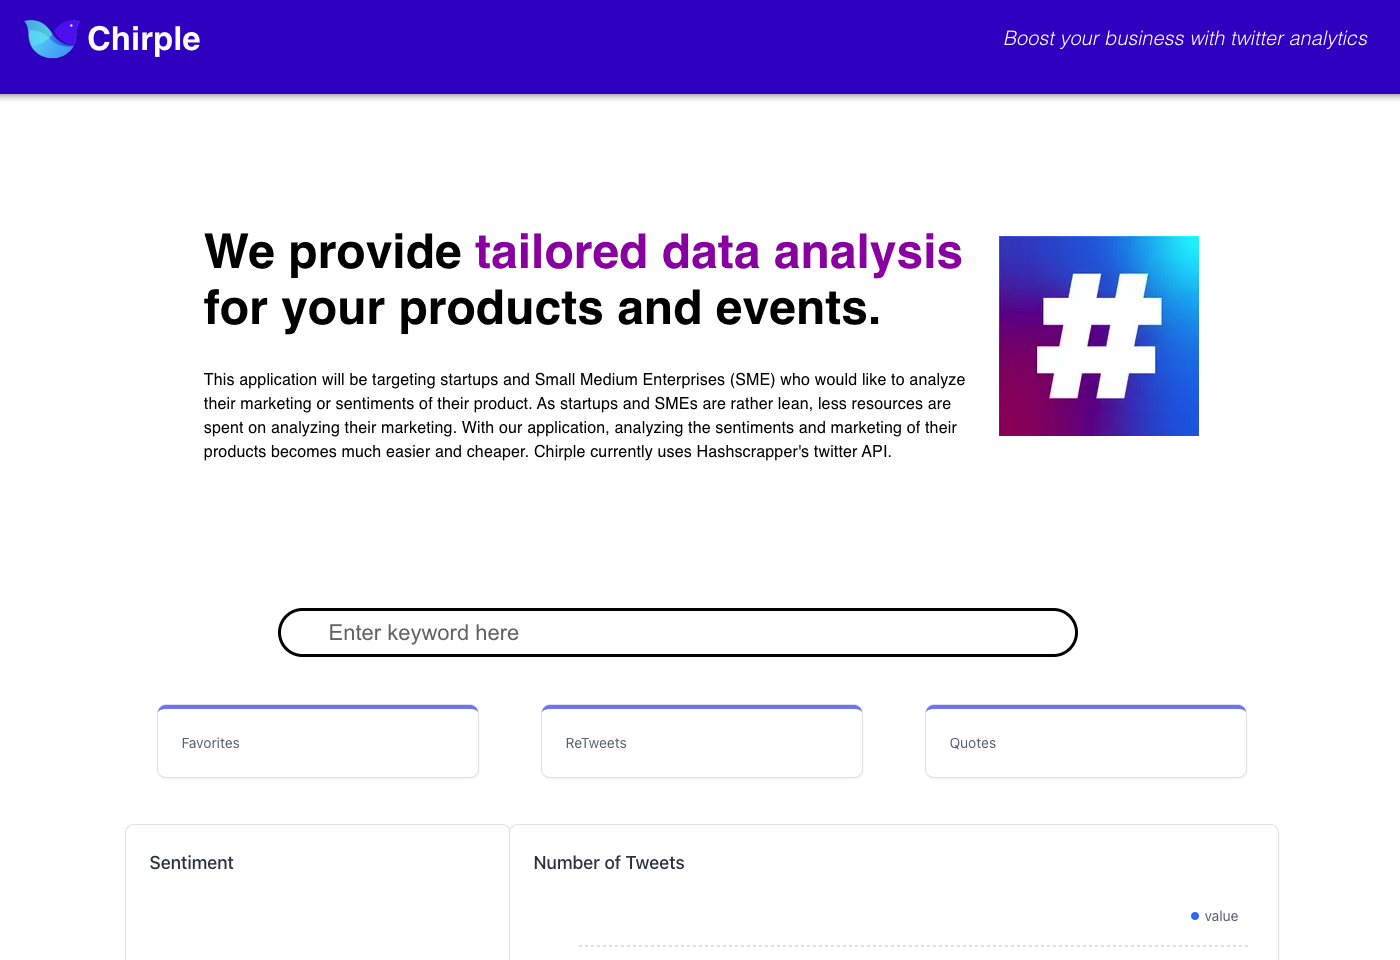 Chirple
Boost your business with twitter analytics
We provide tailored data analysis
for your products and events.
This application will be targeting startups and Small Medium Enterprises (SME) who would like to analyze
their marketing or sentiments of their product. As startups and SMEs are rather lean, less resources are
spent on analyzing their marketing. With our application, analyzing the sentiments and marketing of their
products becomes much easier and cheaper. Chirple currently uses Hashscrapper's twitter API.
#
Enter keyword here
Favorites
ReTweets
Quotes
Sentiment
Number of Tweets
value